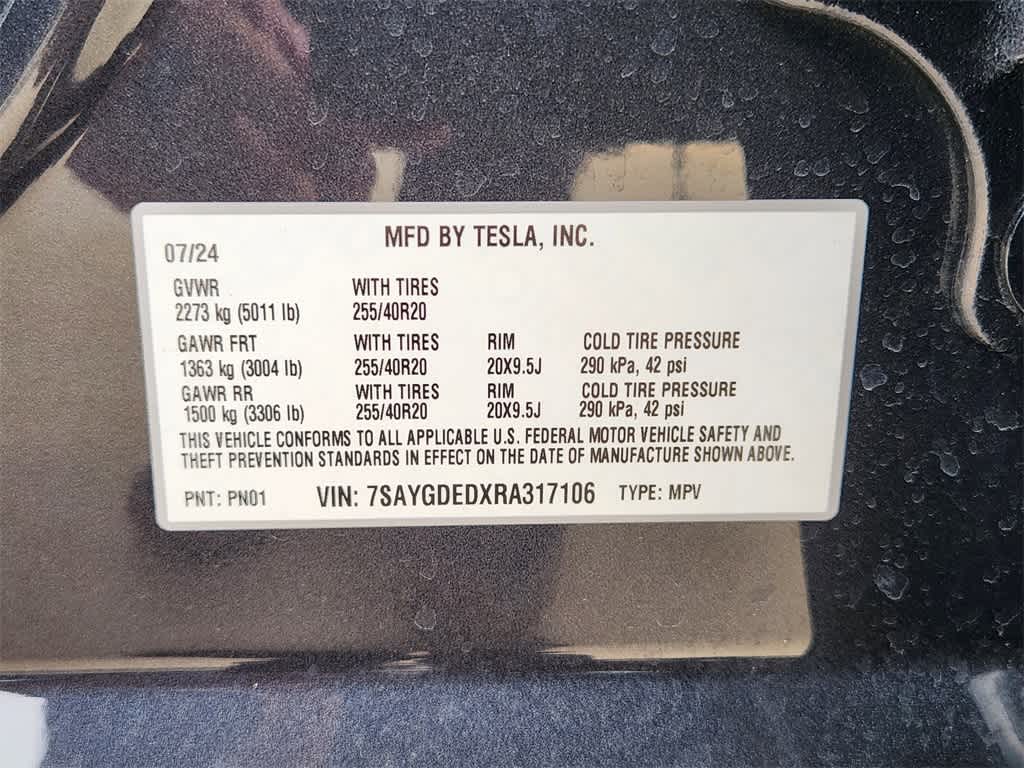 MFD BY TESLA, INC.
07/24
GVWR WITH TIRES
2273 kg (5011 lb) 255/40R20
GAWR FRT WITH TIRES RIM COLD TIRE PRESSURE
1363 kg (3004 lb) 255/40R20 20X9.5J 290 kPa, 42 psi
GAWR RR WITH TIRES RIM COLD TIRE PRESSURE
1500 kg (3306 lb) 255/40R20 20X9.5J 290 kPa, 42 psi
THIS VEHICLE CONFORMS TO ALL APPLICABLE U.S. FEDERAL MOTOR VEHICLE SAFETY AND
THEFT PREVENTION STANDARDS IN EFFECT ON THE DATE OF MANUFACTURE SHOWN ABOVE.
PNT: PN01 VIN: 7SAYGDEDXRA317106 TYPE: MPV